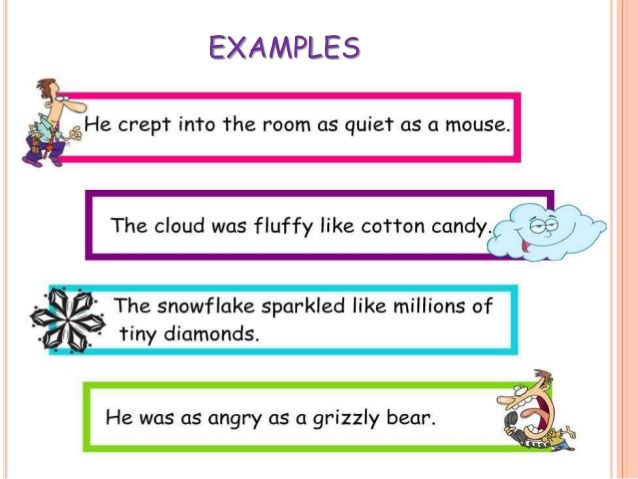 EXAMPLES
He crept into the room as quiet as a mouse.
The cloud was fluffy like cotton candy.
The snowflake sparkled like millions of
tiny diamonds.
He was as angry as a grizzly bear.